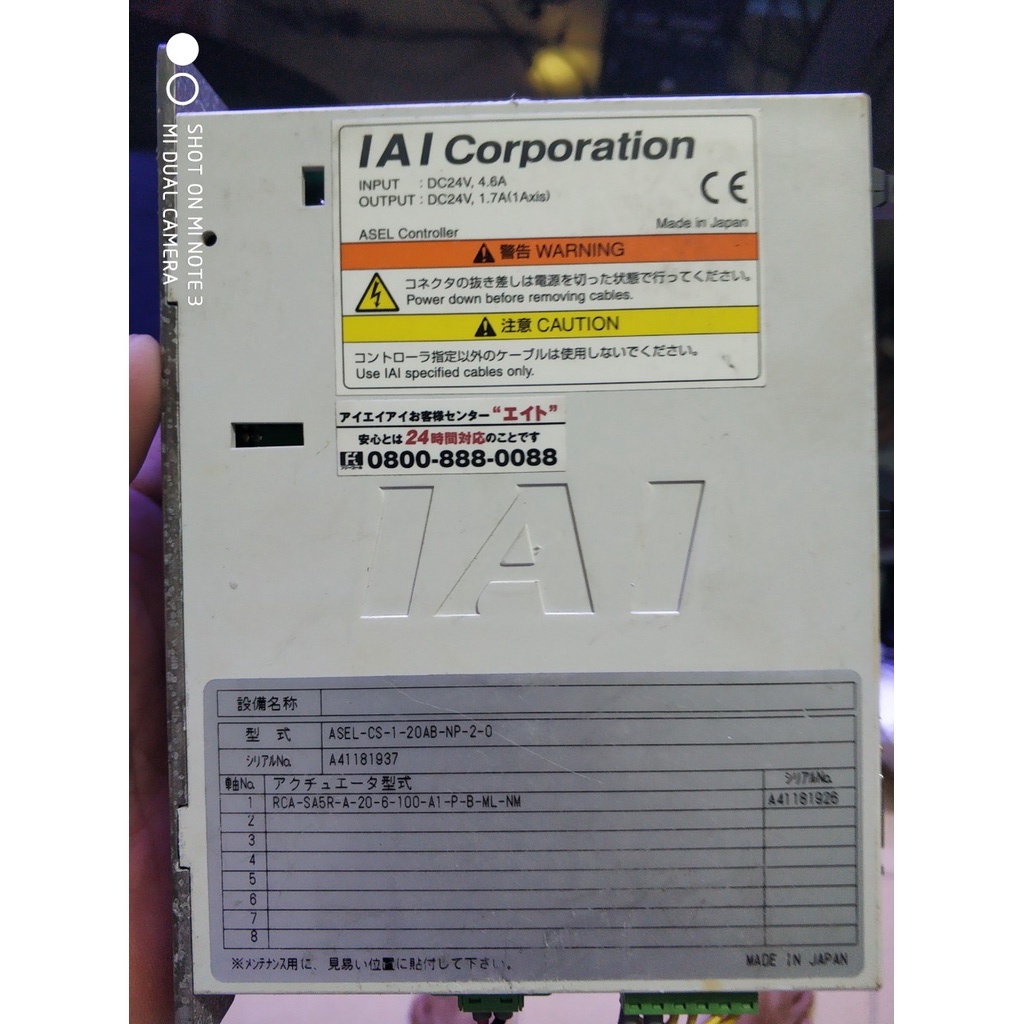 SHOT ON MI NOTE 3
MI DUAL CAMERA
IAI Corporation
INPUT : DC24V, 4.6A
OUTPUT : DC24V, 1.7A(1Axis)
CE
Made in Japan
ASEL Controller
警告 WARNING
コネクタの抜き差しは電源を切った状態で行ってください。
Power down before removing cables.
注意 CAUTION
コントローラ指定以外のケーブルは使用しないでください。
Use IAI specified cables only.
アイエイアイお客様センター“エイト”
安心とは24時間対応のことです
0800-888-0088
IAI
設備名称
型 式 ASEL-CS-1-20AB-NP-2-0
シリアルNo. A41181937
軸No. アクチュエータ型式 シリアルNo.
1 RCA-SA5R-A-20-6-100-A1-P-B-ML-NM A41181926
2
3
4
5
6
7
8
※メンテナンス用に、見易い位置に貼付して下さい。 MADE IN JAPAN